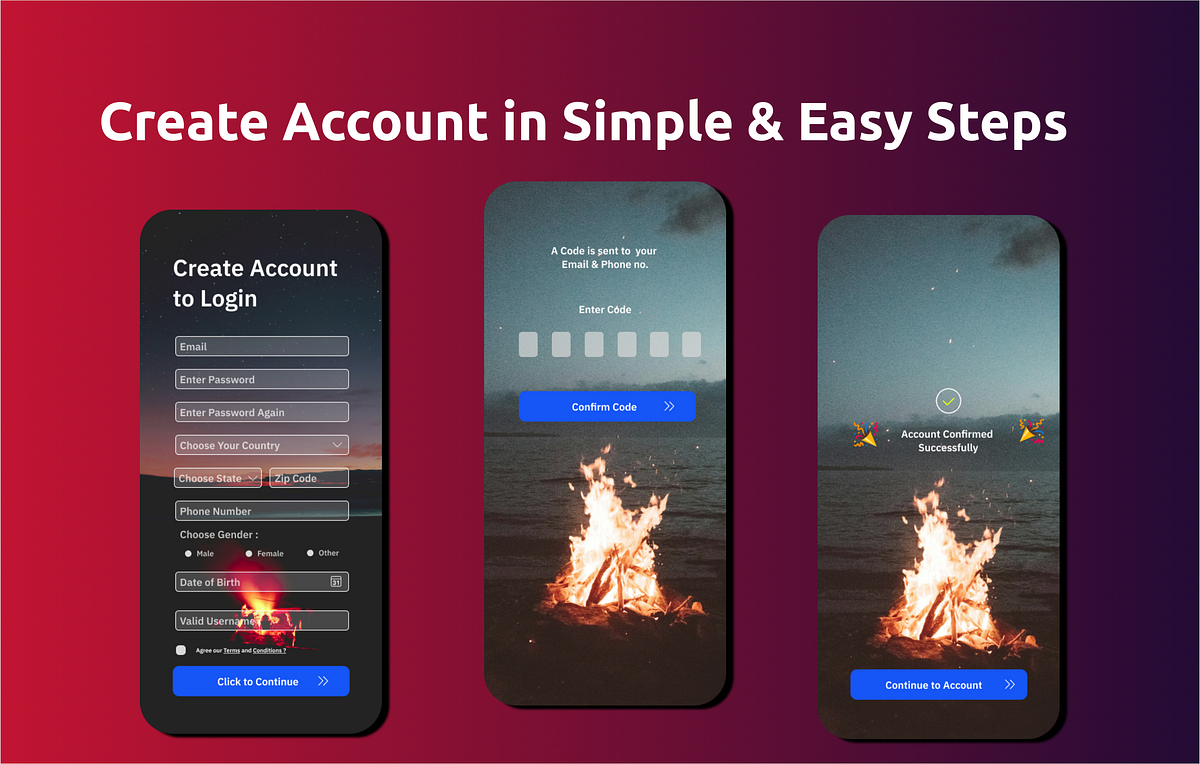 Create Account in Simple & Easy Steps
Create Account
to Login
Email
Enter Password
Enter Password Again
Choose Your Country
Choose State
Zip Code
Phone Number
Choose Gender :
Male
Female
Other
Date of Birth
31
Valid Username
Agree our Terms and Conditions ?
Click to Continue
A Code is sent to your
Email & Phone no.
Enter Code
Confirm Code
Account Confirmed
Successfully
Continue to Account